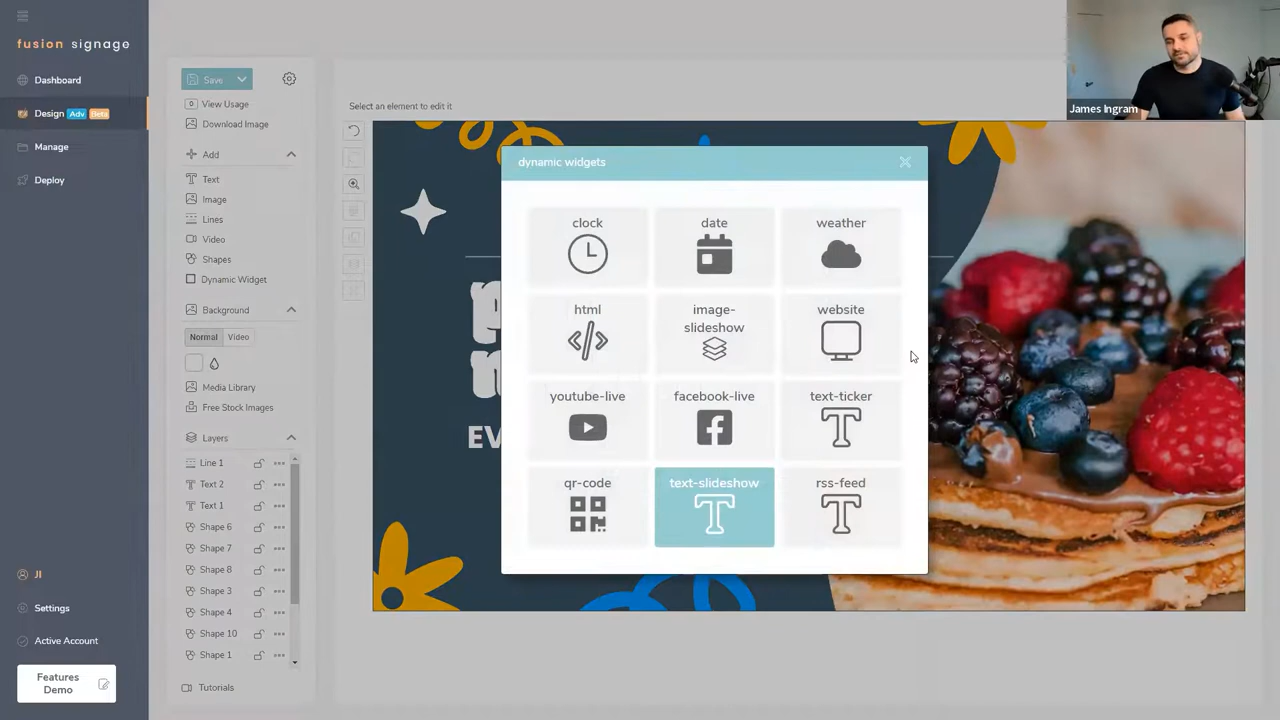 fusion signage
Dashboard
Design Adv Beta
Manage
Deploy
JI
Settings
Active Account
Features
Demo
Save
View Usage
Download Image
Add
Text
Image
Lines
Video
Shapes
Dynamic Widget
Background
Normal Video
Media Library
Free Stock Images
Layers
Line 1
Text 2
Text 1
Shape 6
Shape 7
Shape 8
Shape 3
Shape 4
Shape 10
Shape 1
Tutorials
Select an element to edit it
EV
dynamic widgets
clock
date
weather
html
image-
slideshow
website
youtube-live
facebook-live
text-ticker
qr-code
text-slideshow
rss-feed
James Ingram